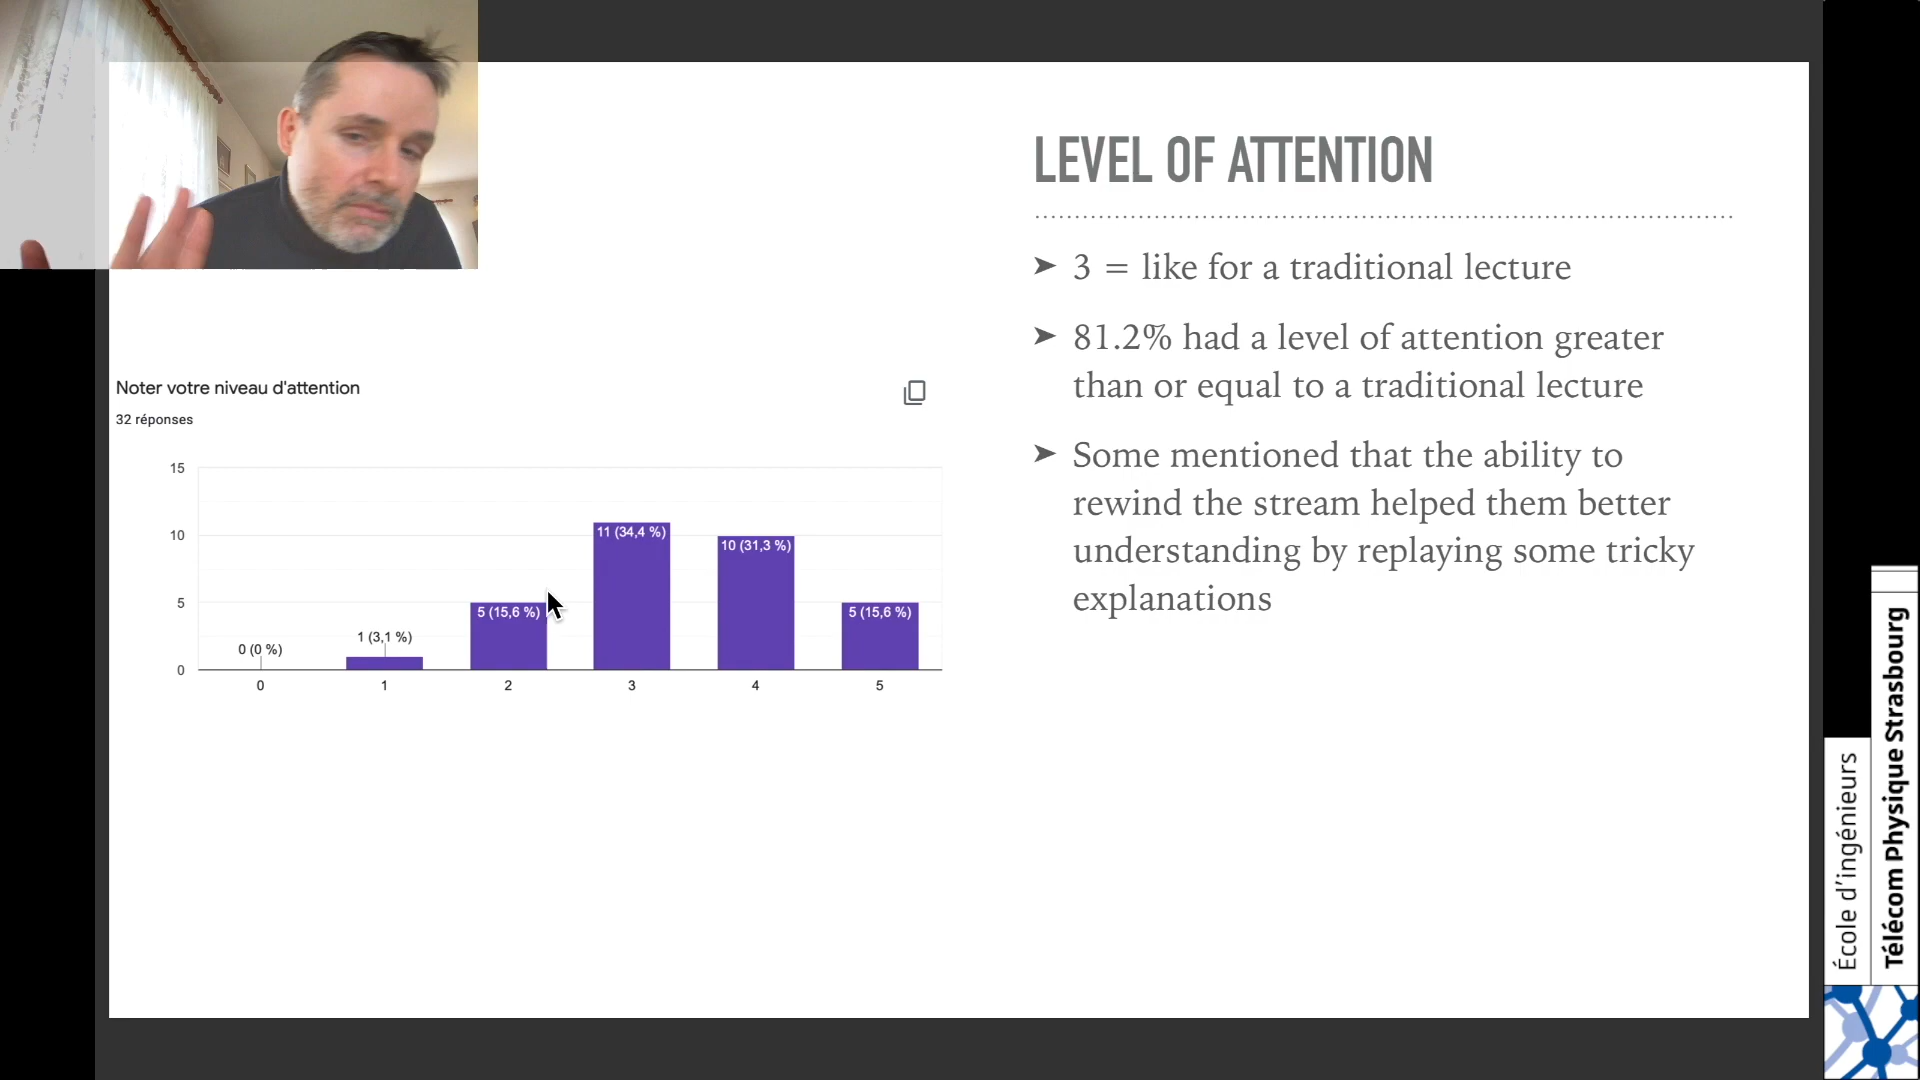 LEVEL OF ATTENTION
➤ 3 = like for a traditional lecture
➤ 81.2% had a level of attention greater
than or equal to a traditional lecture
➤ Some mentioned that the ability to
rewind the stream helped them better
understanding by replaying some tricky
explanations
Noter votre niveau d'attention
32 réponses
15
10
5
0
0 (0 %)
1 (3,1 %)
5 (15,6 %)
11 (34,4 %)
10 (31,3 %)
5 (15,6 %)
0 1 2 3 4 5
École d'ingénieurs
Télécom Physique Strasbourg